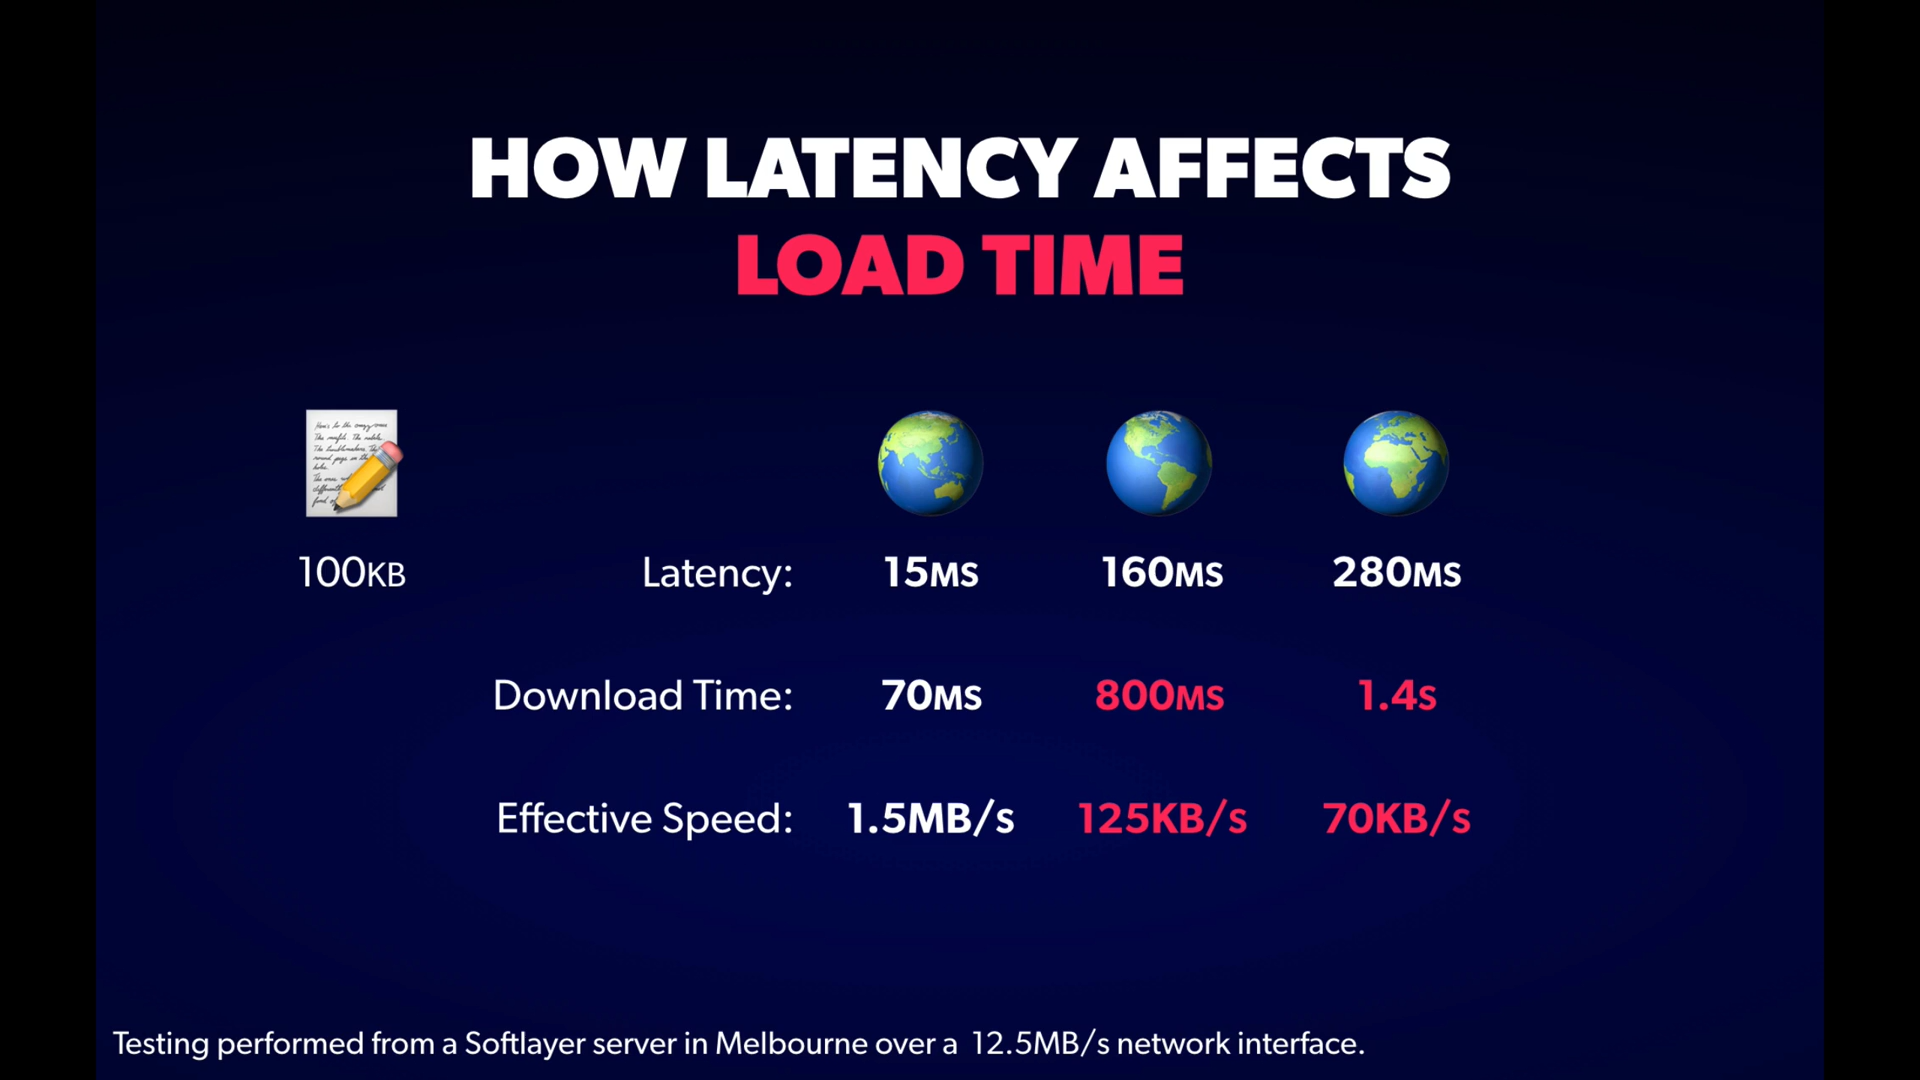 HOW LATENCY AFFECTS
LOAD TIME
100KB
Latency: 15MS 160MS 280MS
Download Time: 70MS 800MS 1.4S
Effective Speed: 1.5MB/s 125KB/s 70KB/s
Testing performed from a Softlayer server in Melbourne over a 12.5MB/s network interface.